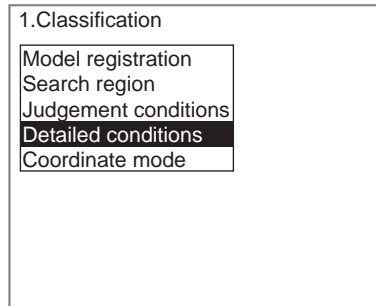 1.Classification
Model registration
Search region
Judgement conditions
Detailed conditions
Coordinate mode